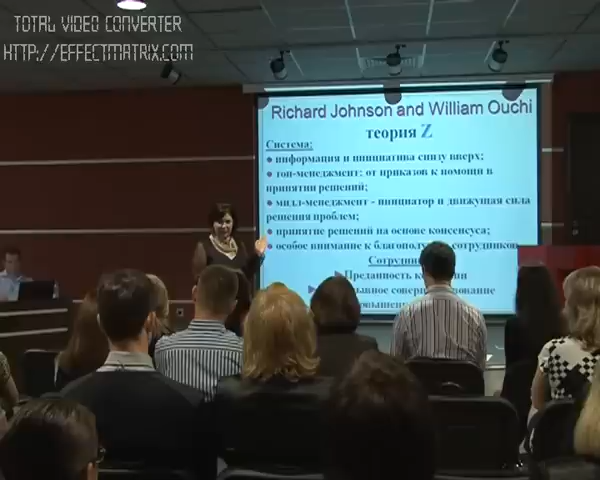 TOTAL VIDEO CONVERTER
HTTP://EFFECTMATRIX.COM
Richard Johnson and William Ouchi
теория Z
Система:
● информация и инициатива снизу вверх;
● топ-менеджмент: от приказов к помощи в
принятии решений;
● мидл-менеджмент - инициатор и движущая сила
решения проблем;
● принятие решений на основе консенсуса;
● особое внимание к сотрудников
Преданность